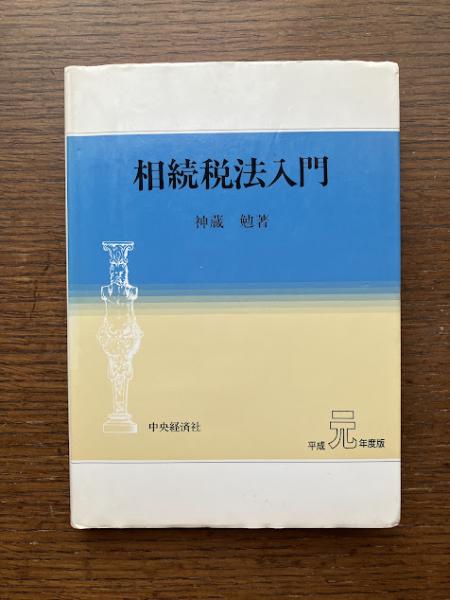 相続税法入門
神蔵 勉著
中央経済社
平成元年度版